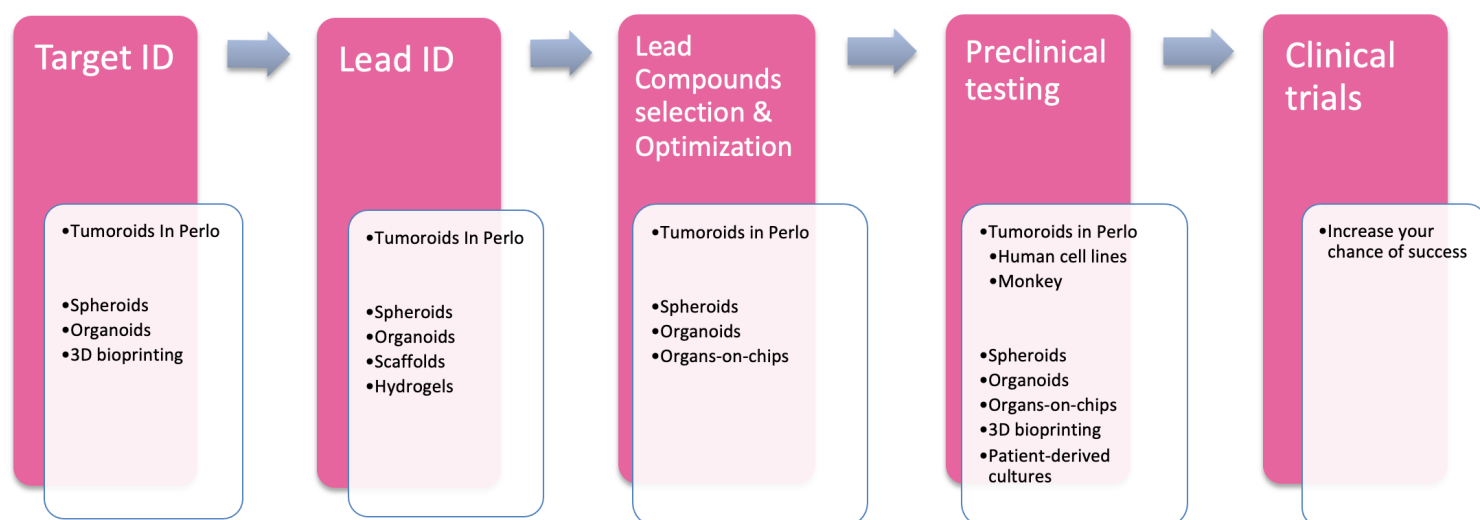 Target ID
•Tumoroids In Perlo
•Spheroids
•Organoids
•3D bioprinting
Lead ID
•Tumoroids In Perlo
•Spheroids
•Organoids
•Scaffolds
•Hydrogels
Lead
Compounds
selection &
Optimization
•Tumoroids in Perlo
•Spheroids
•Organoids
•Organs-on-chips
Preclinical
testing
•Tumoroids in Perlo
•Human cell lines
•Monkey
•Spheroids
•Organoids
•Organs-on-chips
•3D bioprinting
•Patient-derived
cultures
Clinical
trials
•Increase your
chance of success